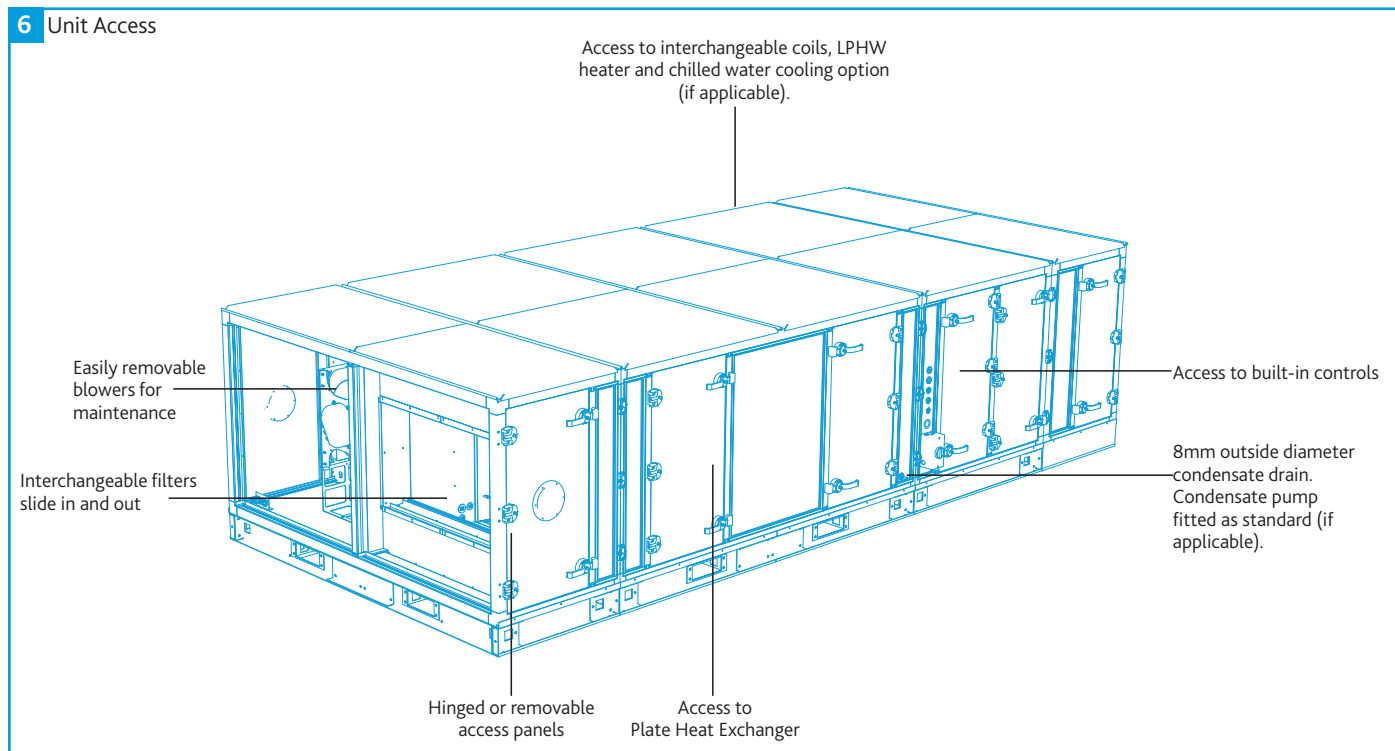 6 Unit Access
Access to interchangeable coils, LPHW
heater and chilled water cooling option
(if applicable).
Easily removable
blowers for
maintenance
Interchangeable filters
slide in and out
Access to built-in controls
8mm outside diameter
condensate drain.
Condensate pump
fitted as standard (if
applicable).
Hinged or removable
access panels
Access to
Plate Heat Exchanger